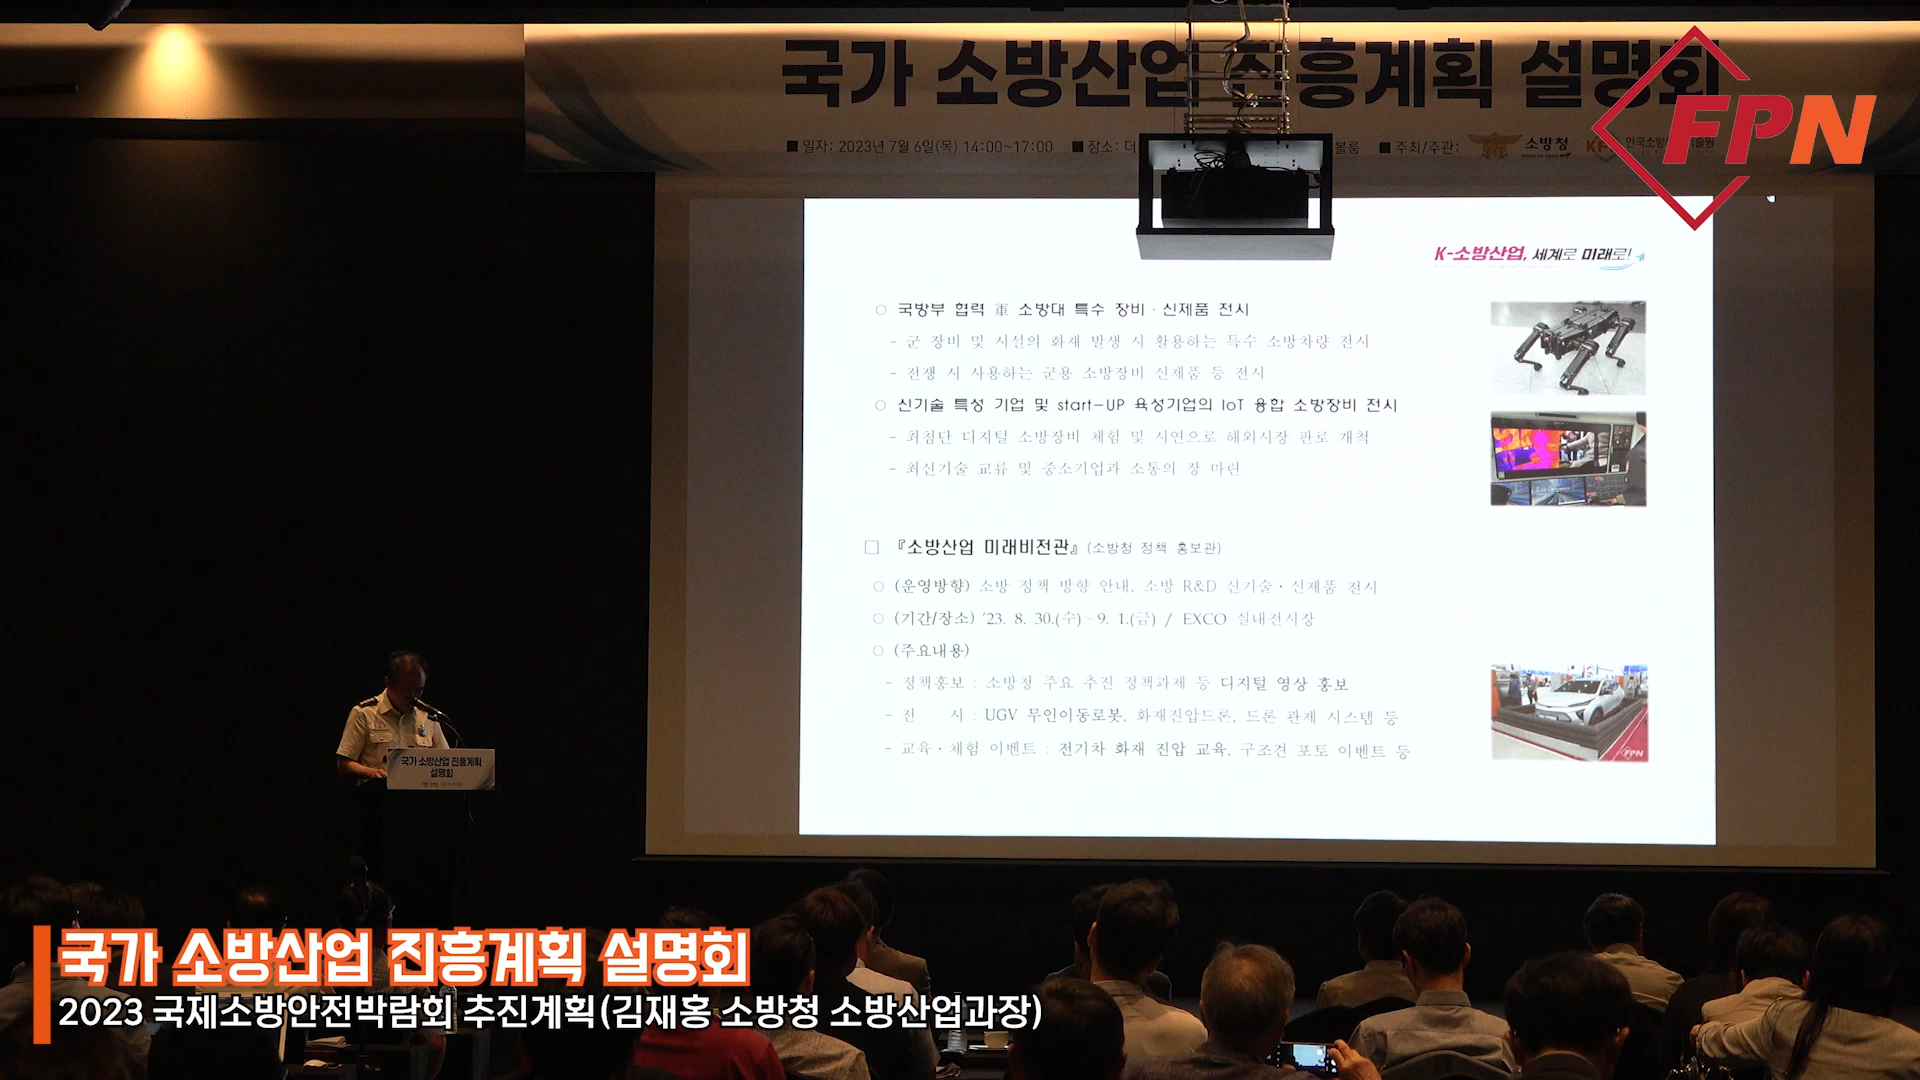 국가 소방산업 진흥계획 설명회
FPN
■ 일자: 2023년 7월 6일(목) 14:00~17:00 ■ 장소: 더 볼룸 ■ 주최/주관: 소방청
K-소방산업, 세계로 미래로!
○ 국방부 협력 軍 소방대 특수 장비·신제품 전시
- 군 장비 및 시설의 화재 발생 시 활용하는 특수 소방차량 전시
- 전쟁 시 사용하는 군용 소방장비 신제품 등 전시
○ 신기술 특성 기업 및 start-UP 육성기업의 IoT 융합 소방장비 전시
- 최첨단 디지털 소방장비 체험 및 시연으로 해외시장 판로 개척
- 최신기술 교류 및 중소기업과 소통의 장 마련
□ 『소방산업 미래비전관』(소방청 정책 홍보관)
○ (운영방향) 소방 정책 방향 안내, 소방 R&D 신기술·신제품 전시
○ (기간/장소) '23. 8. 30.(수)~9. 1.(금) / EXCO 실내전시장
○ (주요내용)
- 정책홍보 : 소방청 주요 추진 정책과제 등 디지털 영상 홍보
- 전 시 : UGV 무인이동로봇, 화재진압드론, 드론 관제 시스템 등
- 교육·체험 이벤트 : 전기차 화재 진압 교육, 구조견 포토 이벤트 등
FPN
국가 소방산업 진흥계획
설명회
국가 소방산업 진흥계획 설명회
2023 국제소방안전박람회 추진계획(김재홍 소방청 소방산업과장)